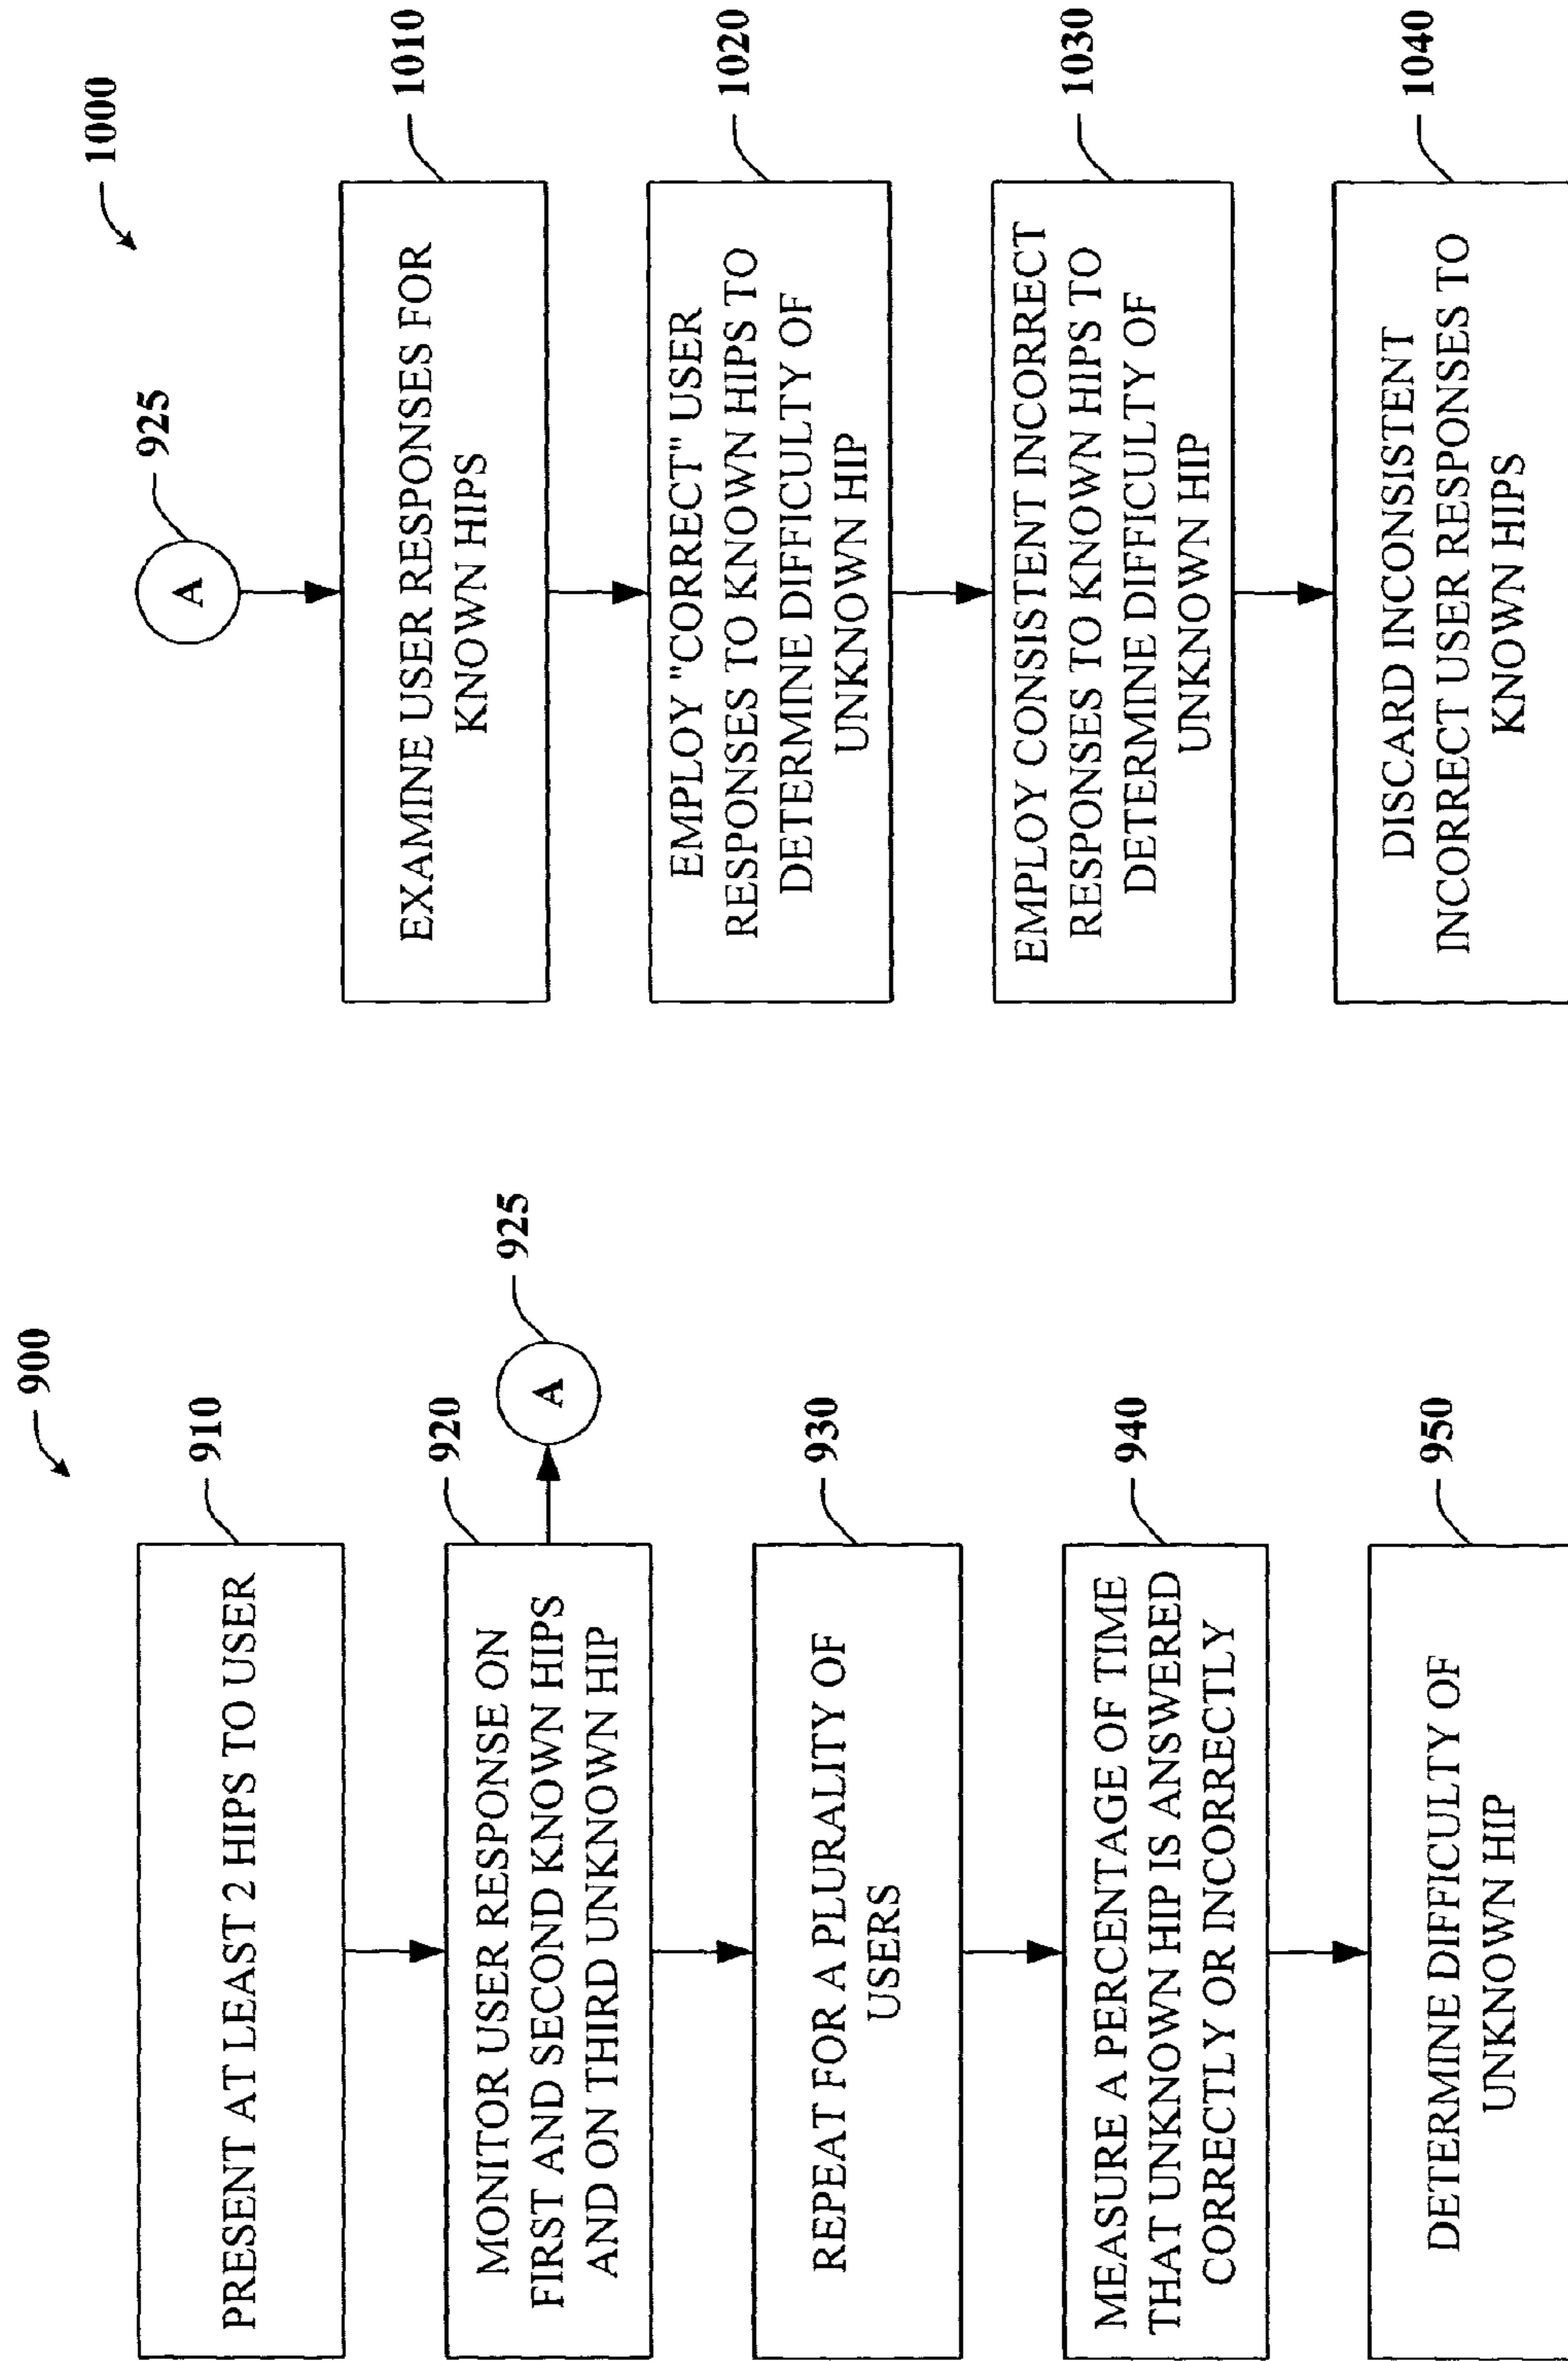 900
PRESENT AT LEAST 2 HIPS TO USER
910
MONITOR USER RESPONSE ON
FIRST AND SECOND KNOWN HIPS
AND ON THIRD UNKNOWN HIP
920
A
925
REPEAT FOR A PLURALITY OF
USERS
930
MEASURE A PERCENTAGE OF TIME
THAT UNKNOWN HIP IS ANSWERED
CORRECTLY OR INCORRECTLY
940
DETERMINE DIFFICULTY OF
UNKNOWN HIP
950
1000
A
925
EXAMINE USER RESPONSES FOR
KNOWN HIPS
1010
EMPLOY "CORRECT" USER
RESPONSES TO KNOWN HIPS TO
DETERMINE DIFFICULTY OF
UNKNOWN HIP
1020
EMPLOY CONSISTENT INCORRECT
RESPONSES TO KNOWN HIPS TO
DETERMINE DIFFICULTY OF
UNKNOWN HIP
1030
DISCARD INCONSISTENT
INCORRECT USER RESPONSES TO
KNOWN HIPS
1040